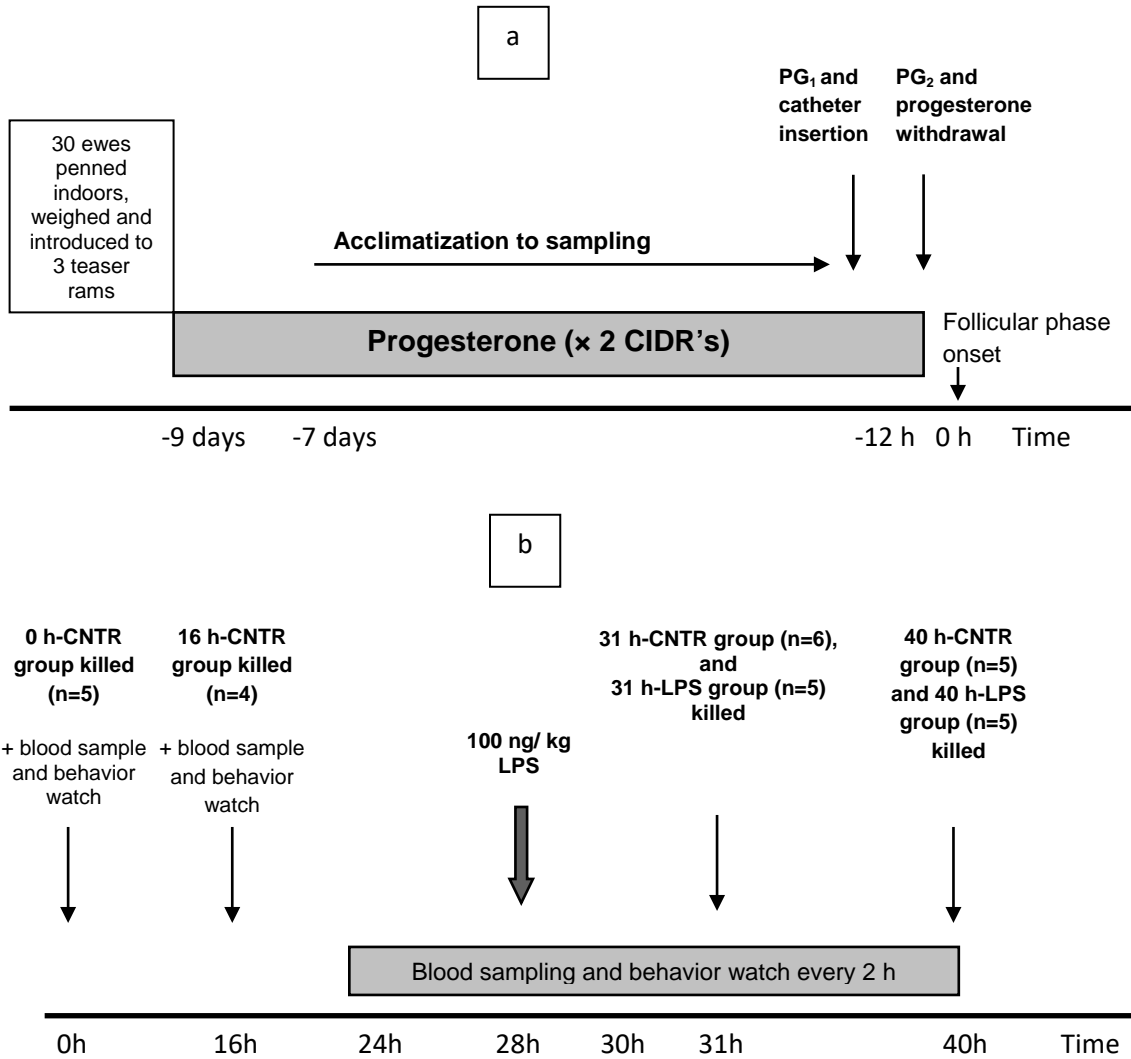 a
30 ewes
penned
indoors,
weighed and
introduced to
3 teaser
rams
Acclimatization to sampling
PG1 and
catheter
insertion
PG2 and
progesterone
withdrawal
Progesterone (× 2 CIDR's)
Follicular phase
onset
-9 days -7 days -12 h 0 h Time
b
0 h-CNTR
group killed
(n=5)
+ blood sample
and behavior
watch
16 h-CNTR
group killed
(n=4)
+ blood sample
and behavior
watch
100 ng/ kg
LPS
31 h-CNTR group (n=6),
and
31 h-LPS group (n=5)
killed
40 h-CNTR
group (n=5)
and 40 h-LPS
group (n=5)
killed
Blood sampling and behavior watch every 2 h
0h 16h 24h 28h 30h 31h 40h Time